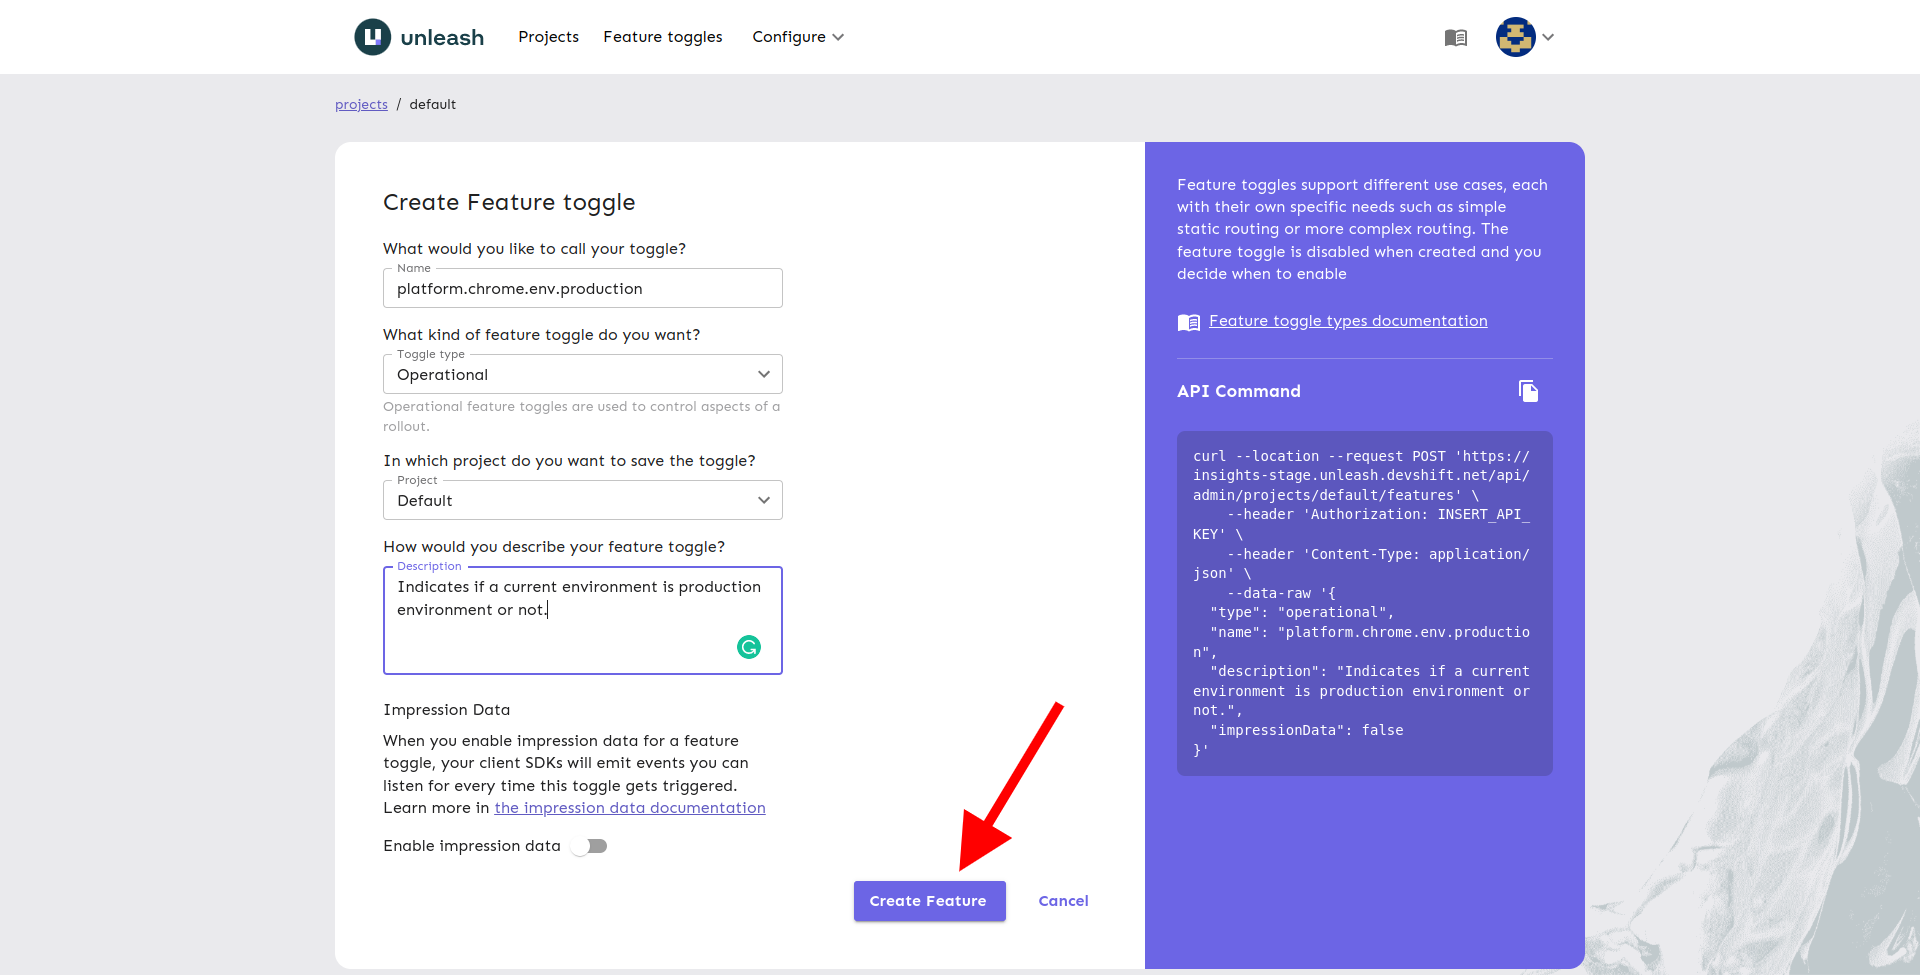 unleash
Projects
Feature toggles
Configure
projects / default
Create Feature toggle
What would you like to call your toggle?
Name
platform.chrome.env.production
What kind of feature toggle do you want?
Toggle type
Operational
Operational feature toggles are used to control aspects of a
rollout.
In which project do you want to save the toggle?
Project
Default
How would you describe your feature toggle?
Description
Indicates if a current environment is production
environment or not.
Impression Data
When you enable impression data for a feature
toggle, your client SDKs will emit events you can
listen for every time this toggle gets triggered.
Learn more in the impression data documentation
Enable impression data
Create Feature
Cancel
Feature toggles support different use cases, each
with their own specific needs such as simple
static routing or more complex routing. The
feature toggle is disabled when created and you
decide when to enable
Feature toggle types documentation
API Command
curl --location --request POST 'https://
insights-stage.unleash.devshift.net/api/
admin/projects/default/features' \
    --header 'Authorization: INSERT_API_
KEY' \
    --header 'Content-Type: application/
json' \
    --data-raw '{
  "type": "operational",
  "name": "platform.chrome.env.productio
n",
  "description": "Indicates if a current
environment is production environment or
not.",
  "impressionData": false
}'